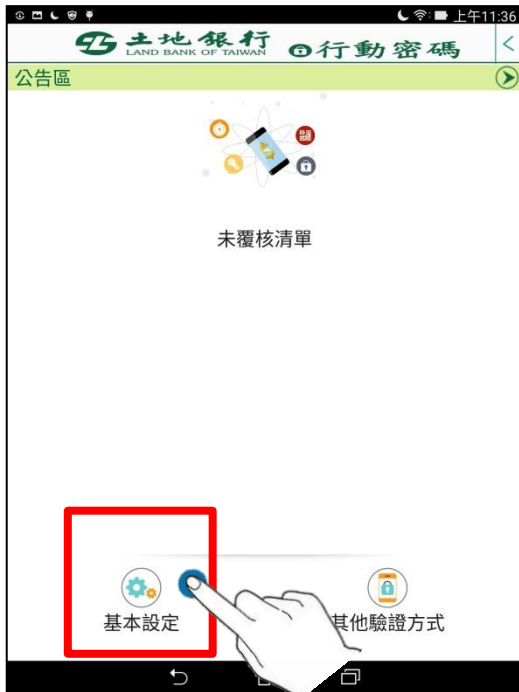 上午11:36
土地銀行
LAND BANK OF TAIWAN
行動密碼
<
公告區
未覆核清單
基本設定
其他驗證方式